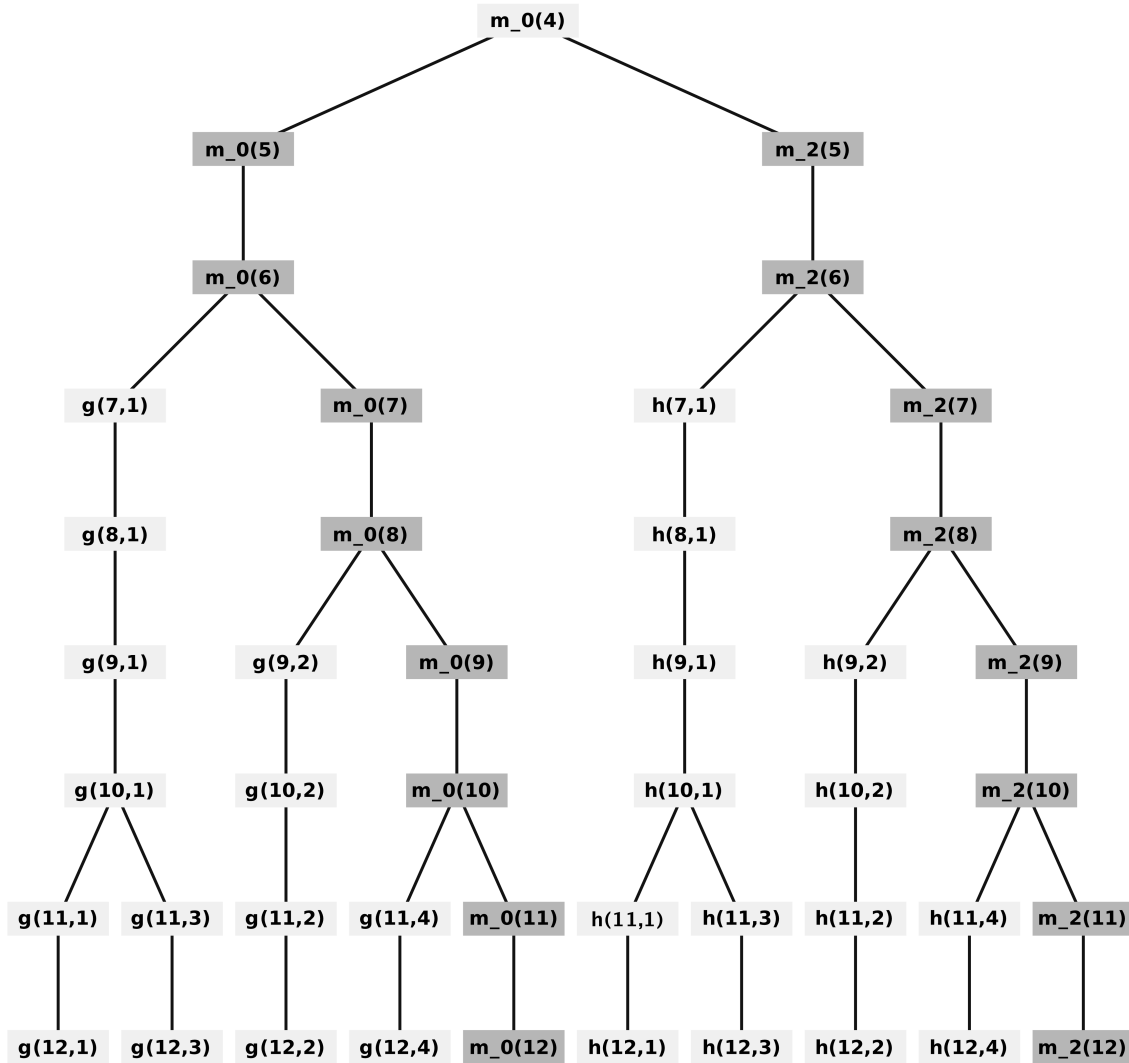 m_0(4)
m_0(5) m_2(5)
m_0(6) m_2(6)
g(7,1) m_0(7) h(7,1) m_2(7)
g(8,1) m_0(8) h(8,1) m_2(8)
g(9,1) g(9,2) m_0(9) h(9,1) h(9,2) m_2(9)
g(10,1) g(10,2) m_0(10) h(10,1) h(10,2) m_2(10)
g(11,1) g(11,3) g(11,2) g(11,4) m_0(11) h(11,1) h(11,3) h(11,2) h(11,4) m_2(11)
g(12,1) g(12,3) g(12,2) g(12,4) m_0(12) h(12,1) h(12,3) h(12,2) h(12,4) m_2(12)